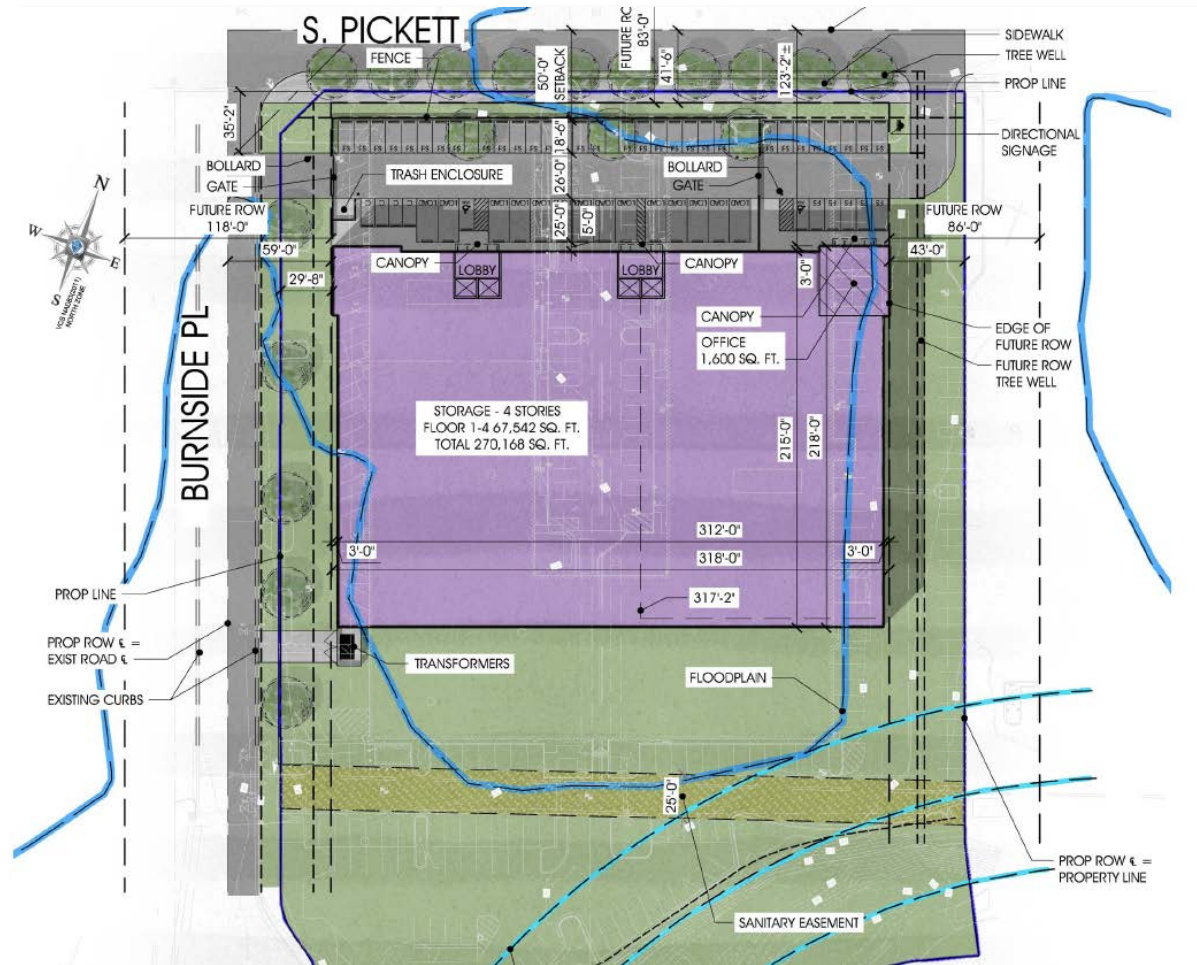 S. PICKETT
FENCE
50'-0"
SETBACK
83'-0"
41'-6"
123'-2"±
SIDEWALK
TREE WELL
PROP LINE
35'-2"
DIRECTIONAL
SIGNAGE
18'-6"
BOLLARD
GATE
TRASH ENCLOSURE
26'-0"
BOLLARD
GATE
N
W
E
S
VCS NAD83(2011)
NORTH ZONE
FUTURE ROW
118'-0"
25'-0"
5'-0"
FUTURE ROW
86'-0"
59'-0"
43'-0"
CANOPY
LOBBY
LOBBY
CANOPY
3'-0"
29'-8"
CANOPY
OFFICE
1,600 SQ. FT.
EDGE OF
FUTURE ROW
FUTURE ROW
TREE WELL
BURNSIDE PL
STORAGE - 4 STORIES
FLOOR 1-4 67,542 SQ. FT.
TOTAL 270,168 SQ. FT.
215'-0"
218'-0"
312'-0"
3'-0"
3'-0"
318'-0"
317'-2"
PROP LINE
PROP ROW ℄ =
EXIST ROAD ℄
EXISTING CURBS
TRANSFORMERS
FLOODPLAIN
25'-0"
PROP ROW ℄ =
PROPERTY LINE
SANITARY EASEMENT